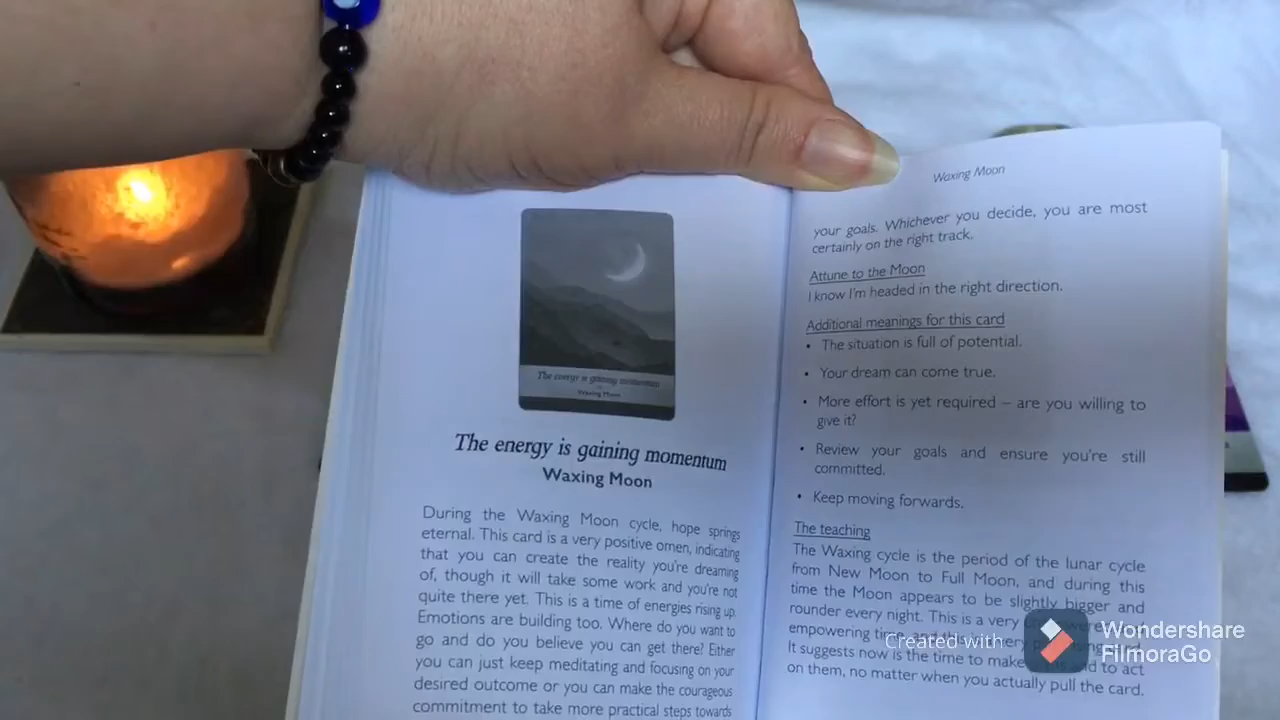 The energy is gaining momentum
Waxing Moon
The energy is gaining momentum
Waxing Moon
During the Waxing Moon cycle, hope springs
eternal. This card is a very positive omen, indicating
that you can create the reality you're dreaming
of, though it will take some work and you're not
quite there yet. This is a time of energies rising up.
Emotions are building too. Where do you want to
go and do you believe you can get there? Either
you can just keep meditating and focusing on your
desired outcome or you can make the courageous
commitment to take more practical steps towards
Waxing Moon
your goals. Whichever you decide, you are most
certainly on the right track.
Attune to the Moon
I know I'm headed in the right direction.
Additional meanings for this card
• The situation is full of potential.
• Your dream can come true.
• More effort is yet required – are you willing to
give it?
• Review your goals and ensure you're still
committed.
• Keep moving forwards.
The teaching
The Waxing cycle is the period of the lunar cycle
from New Moon to Full Moon, and during this
time the Moon appears to be slightly bigger and
rounder every night. This is a very
empowering
It suggests now is the time to make and to act
on them, no matter when you actually pull the card.
Created with
Wondershare
FilmoraGo